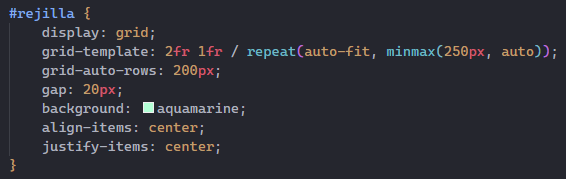 #rejilla {
    display: grid;
    grid-template: 2fr 1fr / repeat(auto-fit, minmax(250px, auto));
    grid-auto-rows: 200px;
    gap: 20px;
    background: aquamarine;
    align-items: center;
    justify-items: center;
}